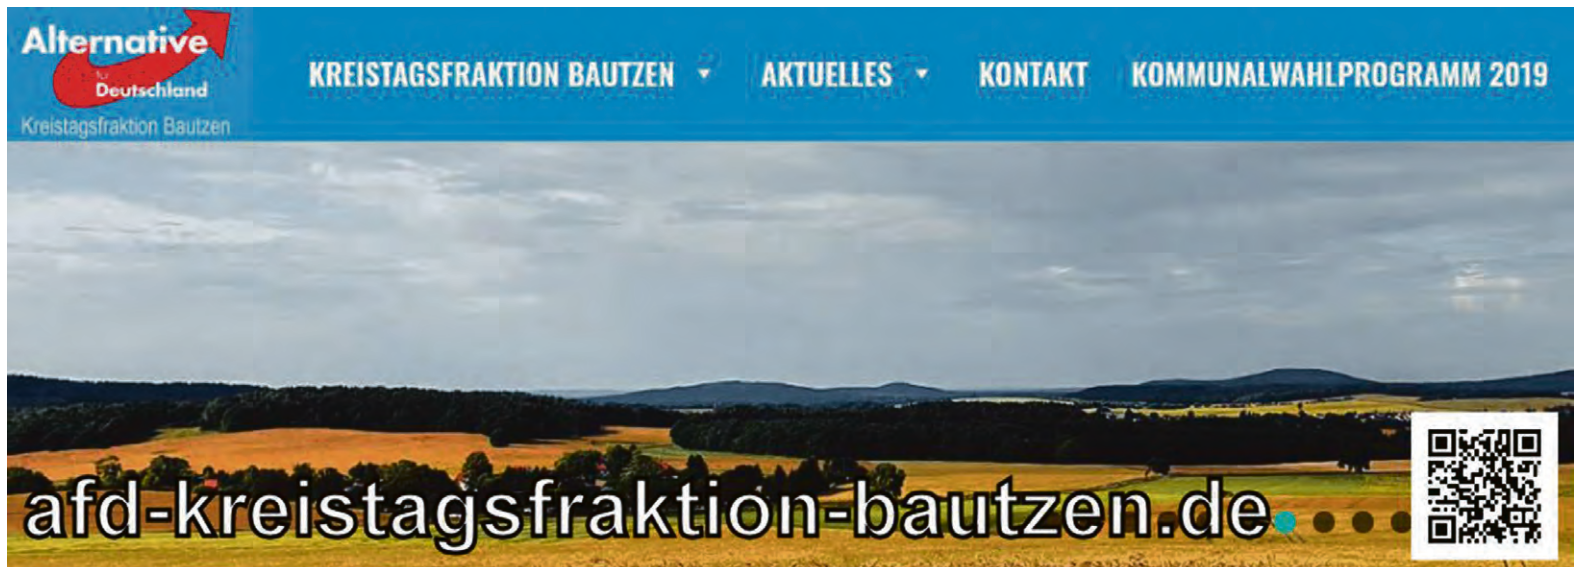 Alternative
für
Deutschland
Kreistagsfraktion Bautzen
KREISTAGSFRAKTION BAUTZEN AKTUELLES KONTAKT KOMMUNALWAHLPROGRAMM 2019
afd-kreistagsfraktion-bautzen.de